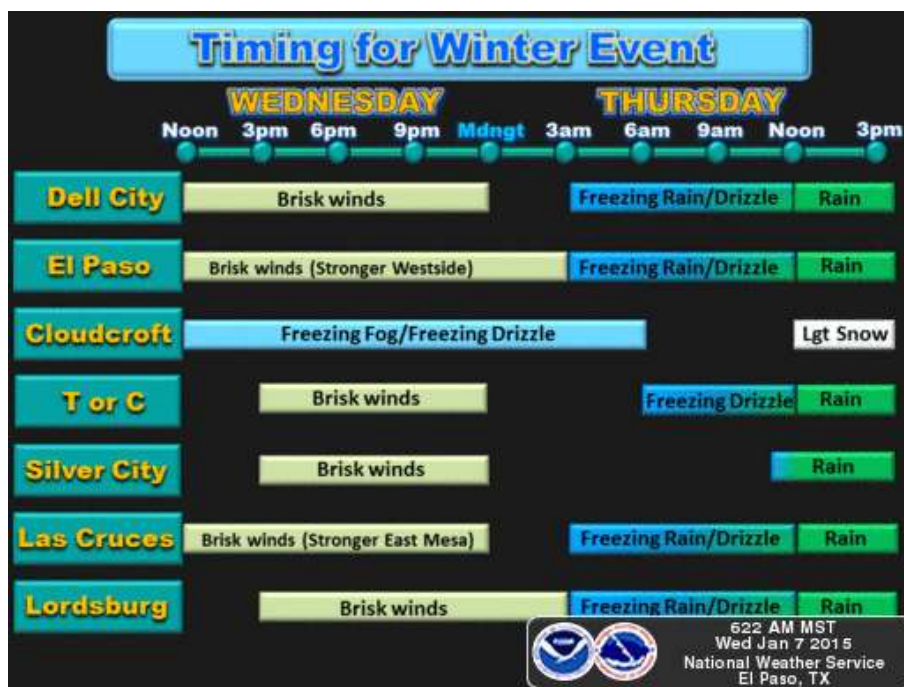 Timing for Winter Event
WEDNESDAY THURSDAY
Noon 3pm 6pm 9pm Mdngt 3am 6am 9am Noon 3pm
Dell City Brisk winds Freezing Rain/Drizzle Rain
El Paso Brisk winds (Stronger Westside) Freezing Rain/Drizzle Rain
Cloudcroft Freezing Fog/Freezing Drizzle Lgt Snow
T or C Brisk winds Freezing Drizzle Rain
Silver City Brisk winds Rain
Las Cruces Brisk winds (Stronger East Mesa) Freezing Rain/Drizzle Rain
Lordsburg Brisk winds Freezing Rain/Drizzle Rain
622 AM MST
Wed Jan 7 2015
National Weather Service
El Paso, TX